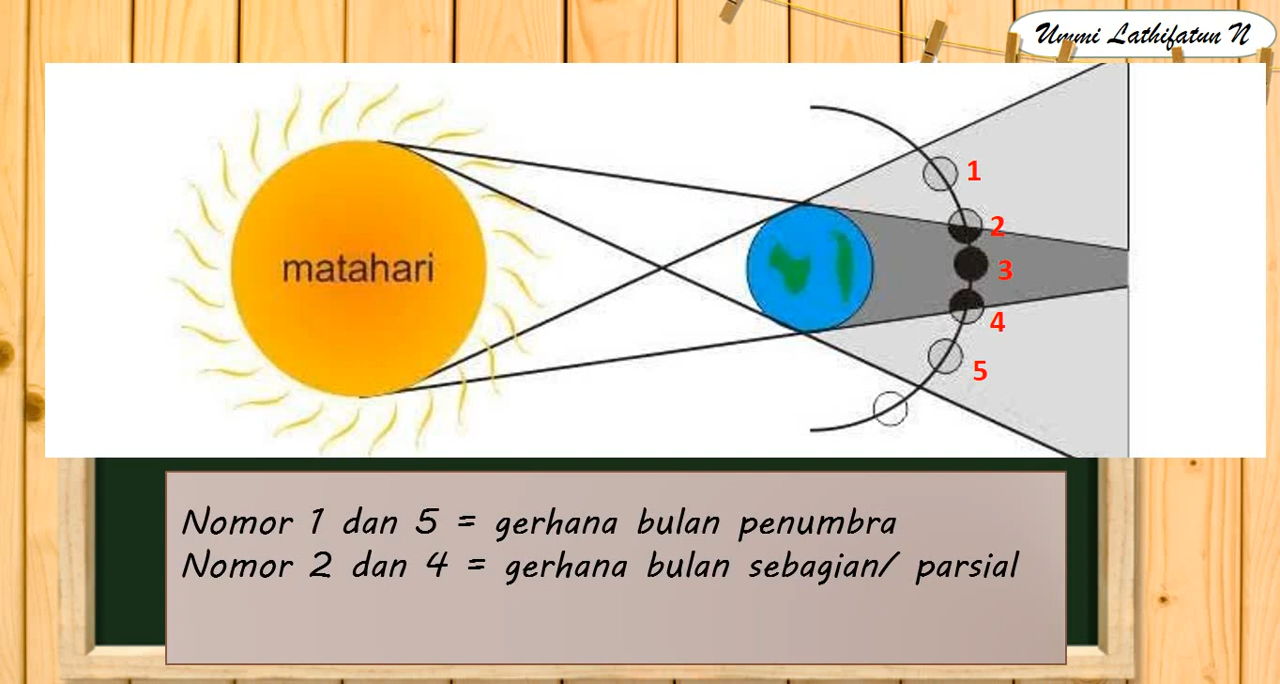 Ummi Lathifatun N
matahari
1
2
3
4
5
Nomor 1 dan 5 = gerhana bulan penumbra
Nomor 2 dan 4 = gerhana bulan sebagian/ parsial